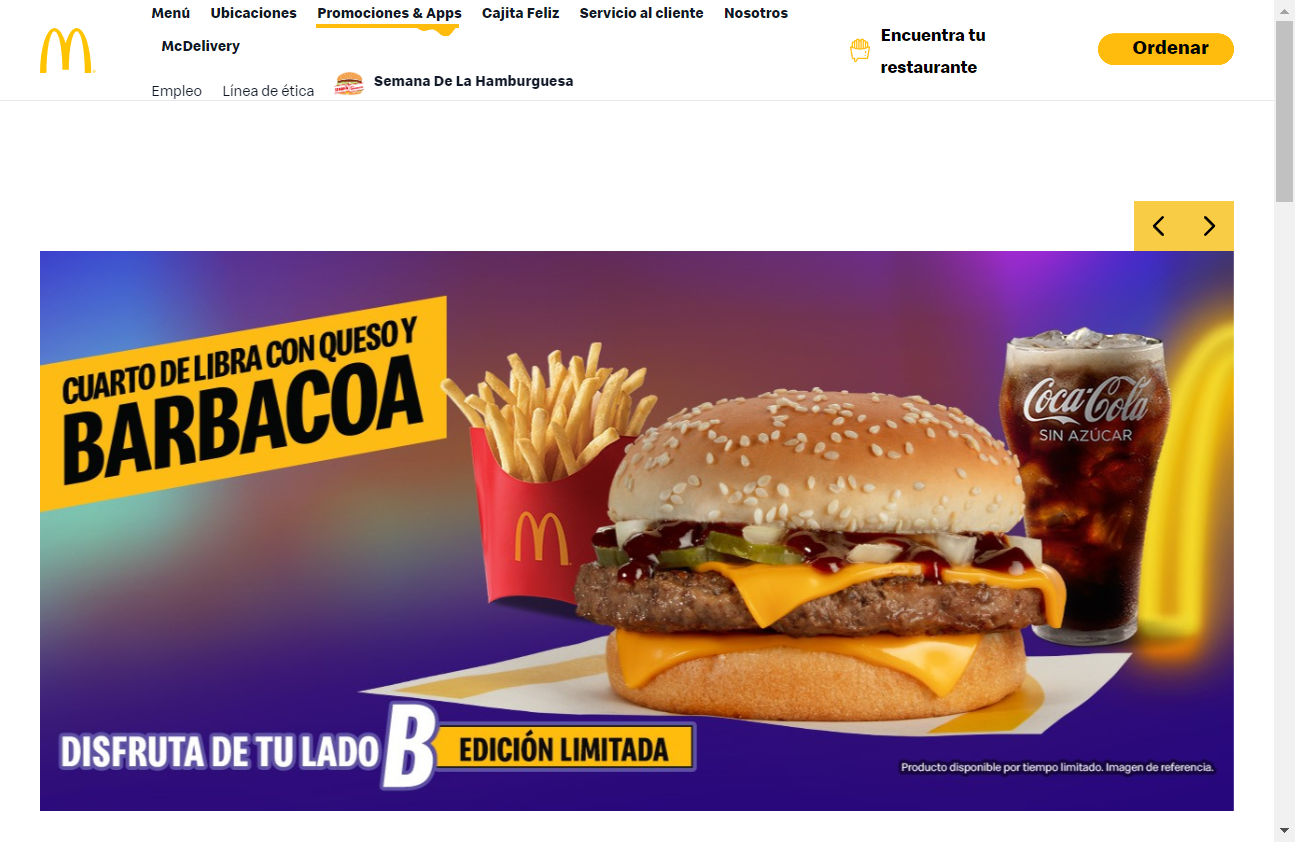 Menú Ubicaciones Promociones & Apps Cajita Feliz Servicio al cliente Nosotros
McDelivery
Empleo Línea de ética Semana De La Hamburguesa
Encuentra tu
restaurante
Ordenar
CUARTO DE LIBRA CON QUESO Y
BARBACOA
Coca-Cola
SIN AZÚCAR
DISFRUTA DE TU LADO B EDICIÓN LIMITADA
Producto disponible por tiempo limitado. Imagen de referencia.